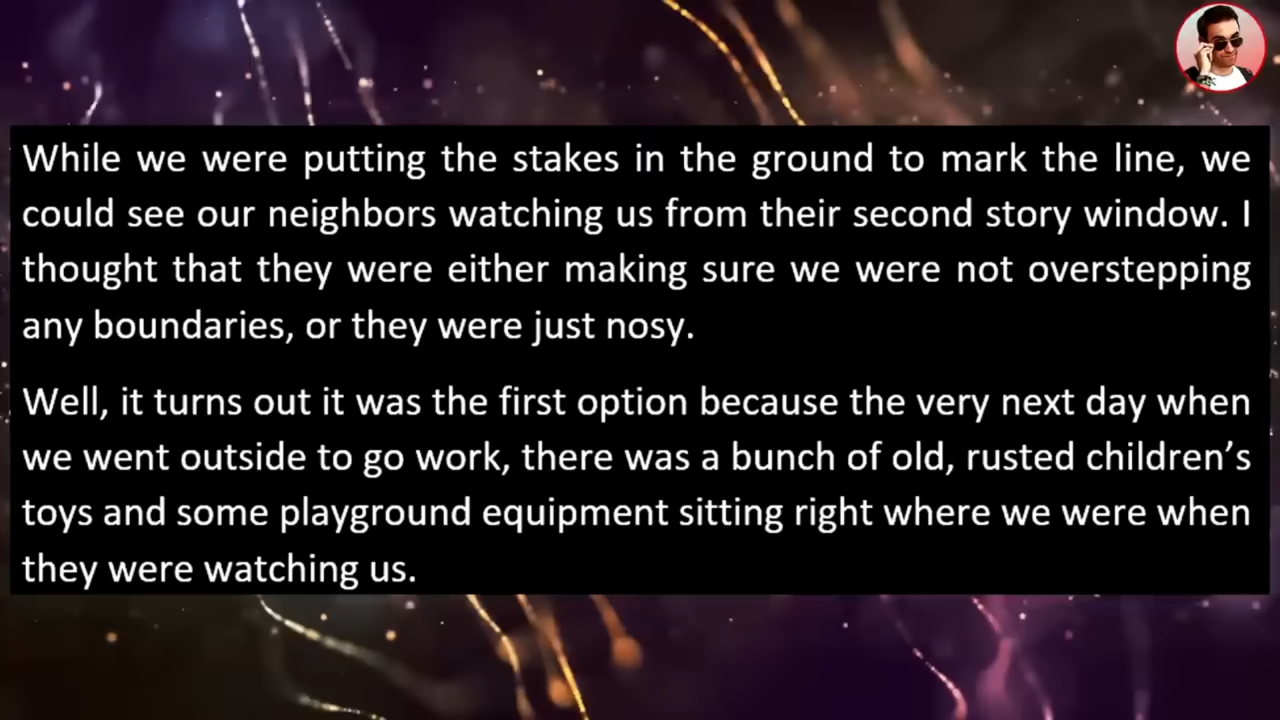 While we were putting the stakes in the ground to mark the line, we
could see our neighbors watching us from their second story window. I
thought that they were either making sure we were not overstepping
any boundaries, or they were just nosy.
Well, it turns out it was the first option because the very next day when
we went outside to go work, there was a bunch of old, rusted children’s
toys and some playground equipment sitting right where we were when
they were watching us.